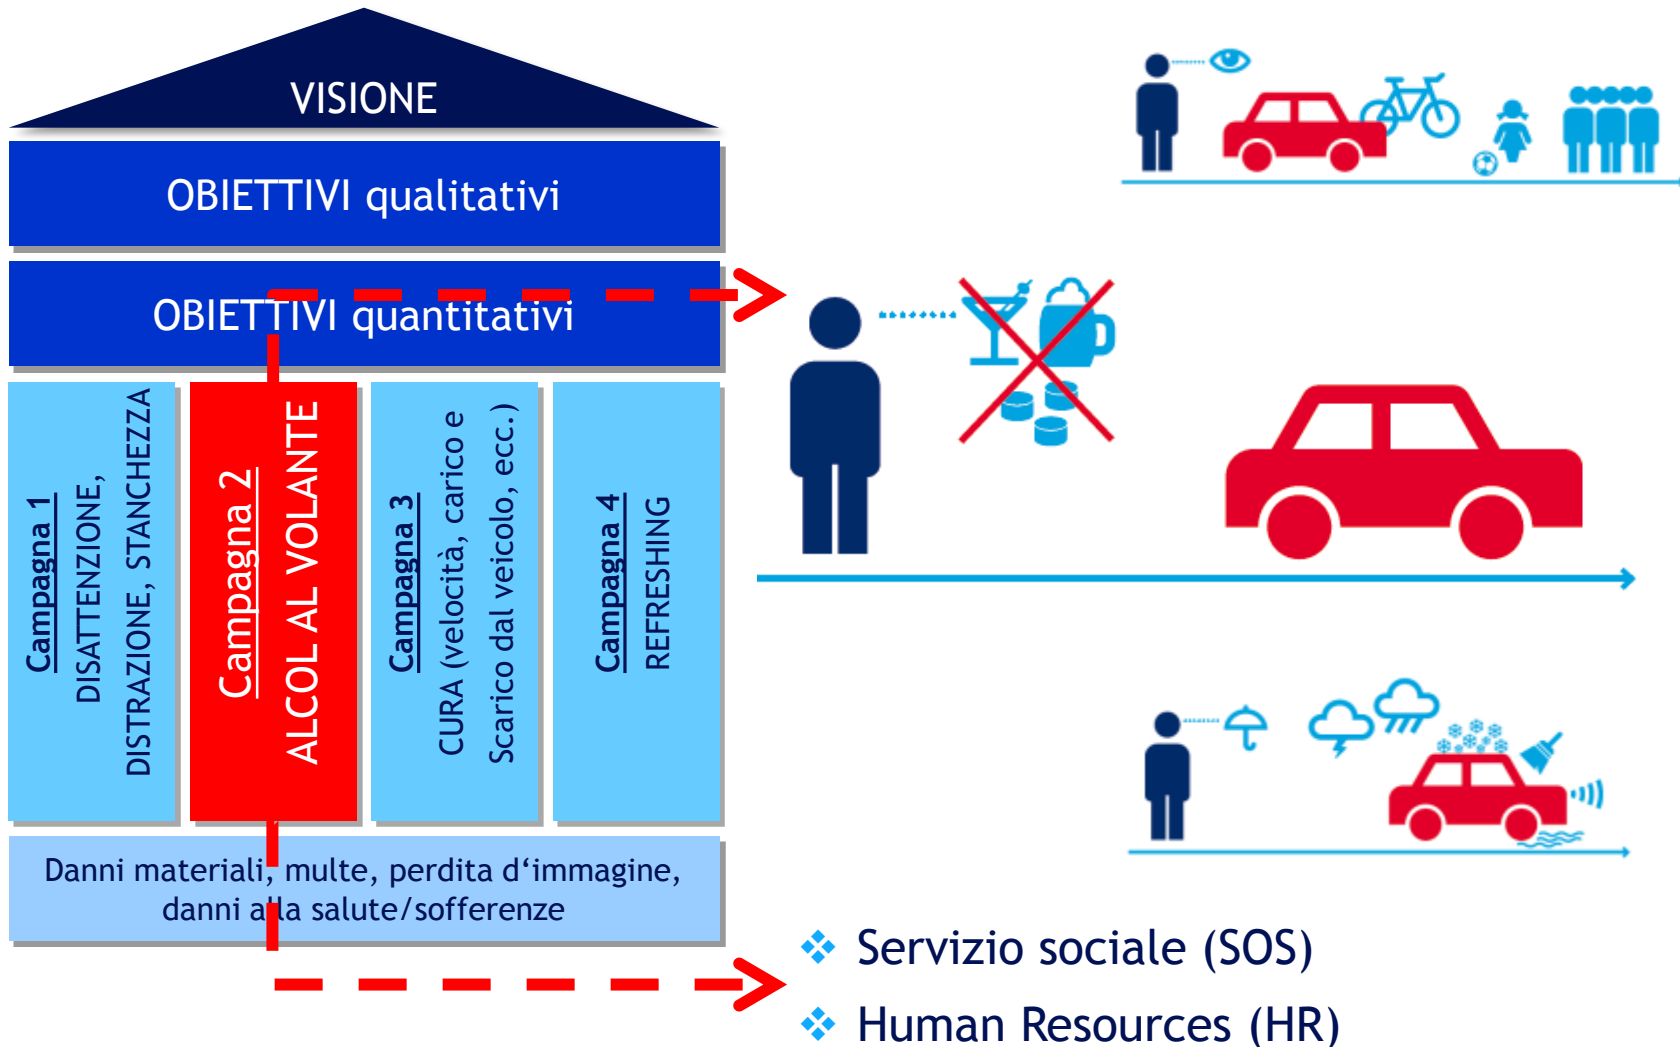 VISIONE
OBIETTIVI qualitativi
OBIETTIVI quantitativi
Campagna 1
DISATTENZIONE,
DISTRAZIONE, STANCHEZZA
Campagna 2
ALCOL AL VOLANTE
Campagna 3
CURA (velocità, carico e
Scarico dal veicolo, ecc.)
Campagna 4
REFRESHING
Danni materiali, multe, perdita d‘immagine,
danni alla salute/sofferenze
❖ Servizio sociale (SOS)
❖ Human Resources (HR)